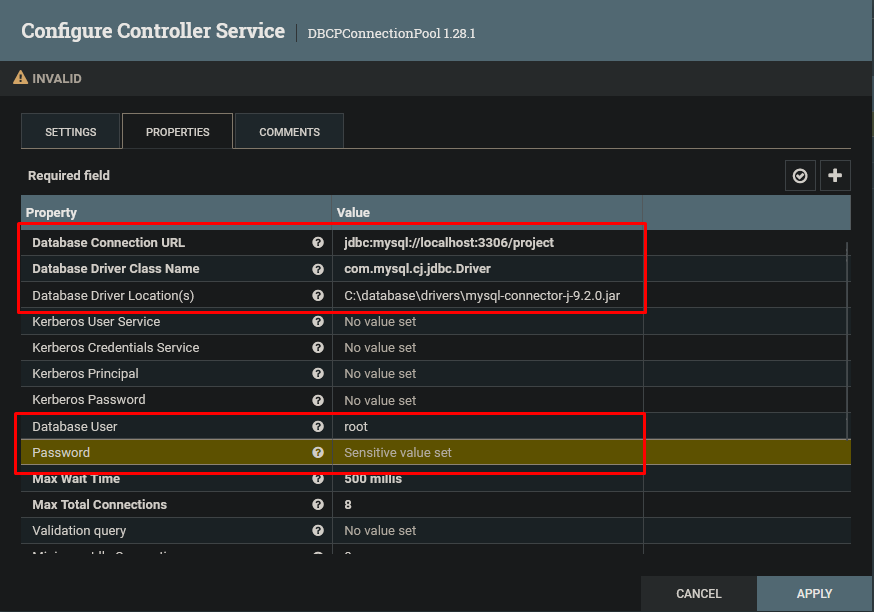 Configure Controller Service | DBCPConnectionPool 1.28.1
INVALID
SETTINGS PROPERTIES COMMENTS
Required field
Property Value
Database Connection URL jdbc:mysql://localhost:3306/project
Database Driver Class Name com.mysql.cj.jdbc.Driver
Database Driver Location(s) C:\database\drivers\mysql-connector-j-9.2.0.jar
Kerberos User Service No value set
Kerberos Credentials Service No value set
Kerberos Principal No value set
Kerberos Password No value set
Database User root
Password Sensitive value set
Max Wait Time 500 millis
Max Total Connections 8
Validation query No value set
CANCEL APPLY